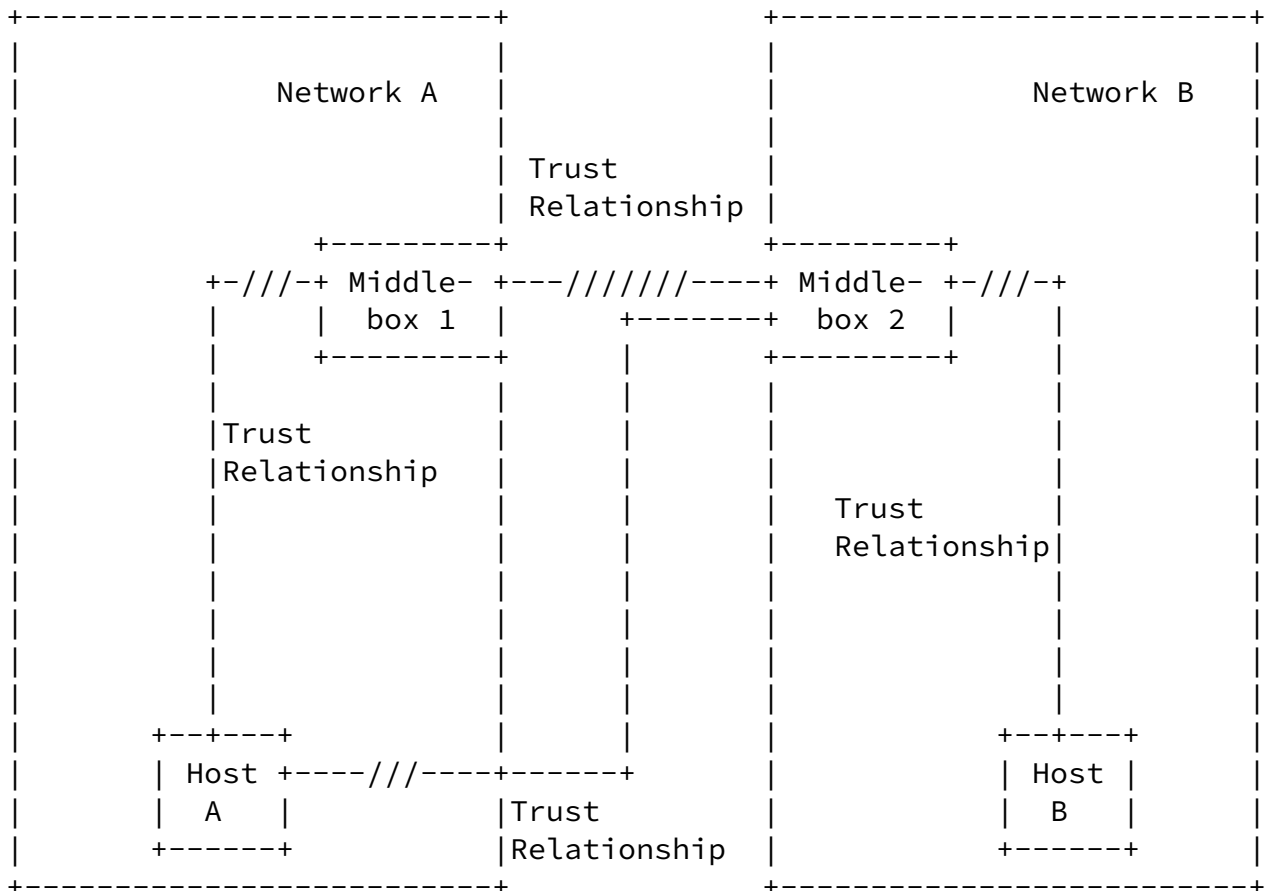 Network A
Network B
Trust
Relationship
Middle-
box 1
Middle-
box 2
Trust
Relationship
Trust
Relationship
Host
A
Host
B
Trust
Relationship